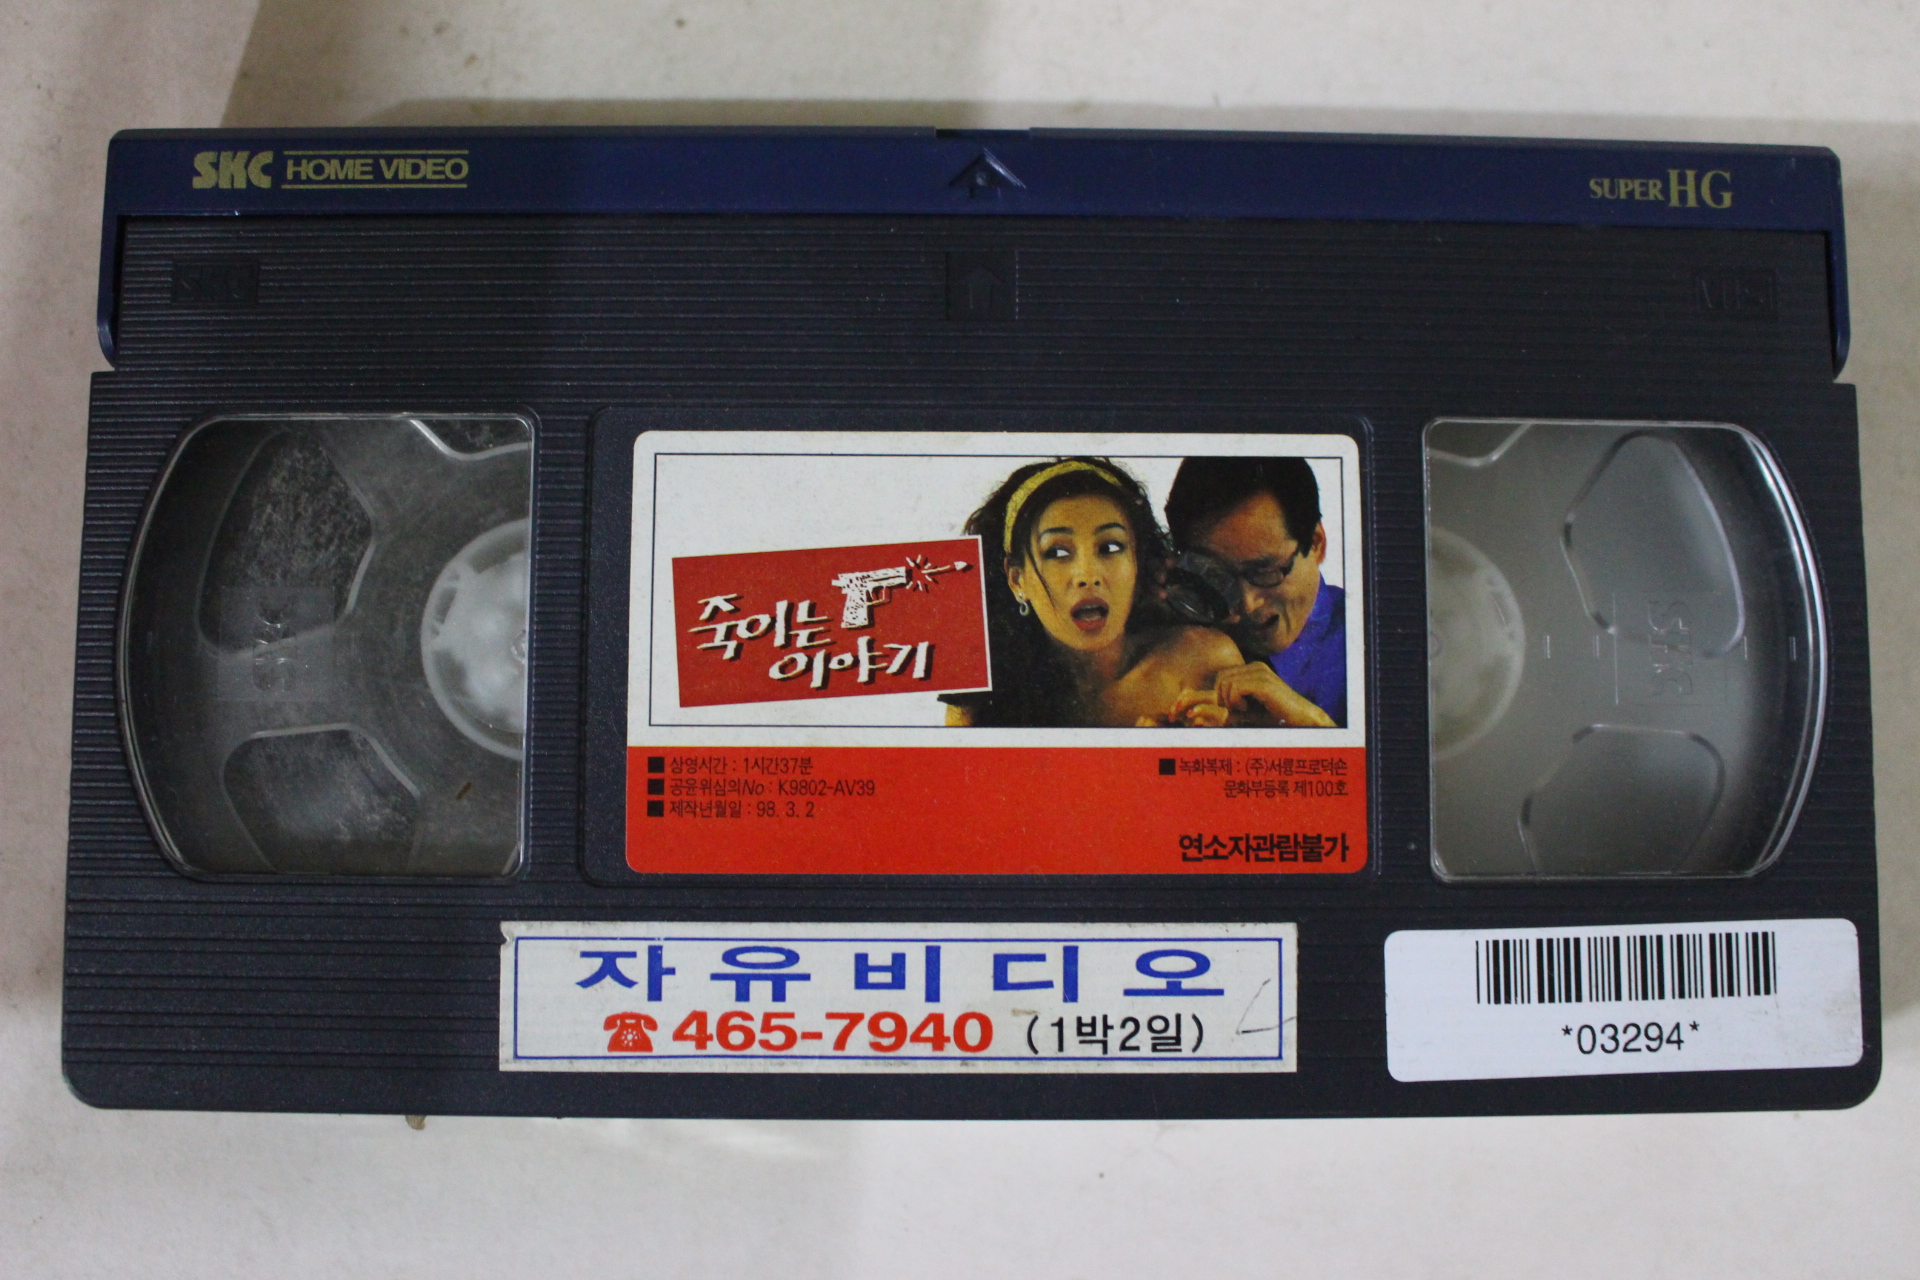 SKC HOME VIDEO
SUPER HG
SKC
VHS
죽이는
이야기
■ 상영시간 : 1시간37분
■ 공윤위심의No : K9802-AV39
■ 제작년월일 : 98. 3. 2
■ 녹화복제 : (주)서륭프로덕숀
문화부등록 제100호
연소자관람불가
자유비디오
☎465-7940 (1박2일)
*03294*